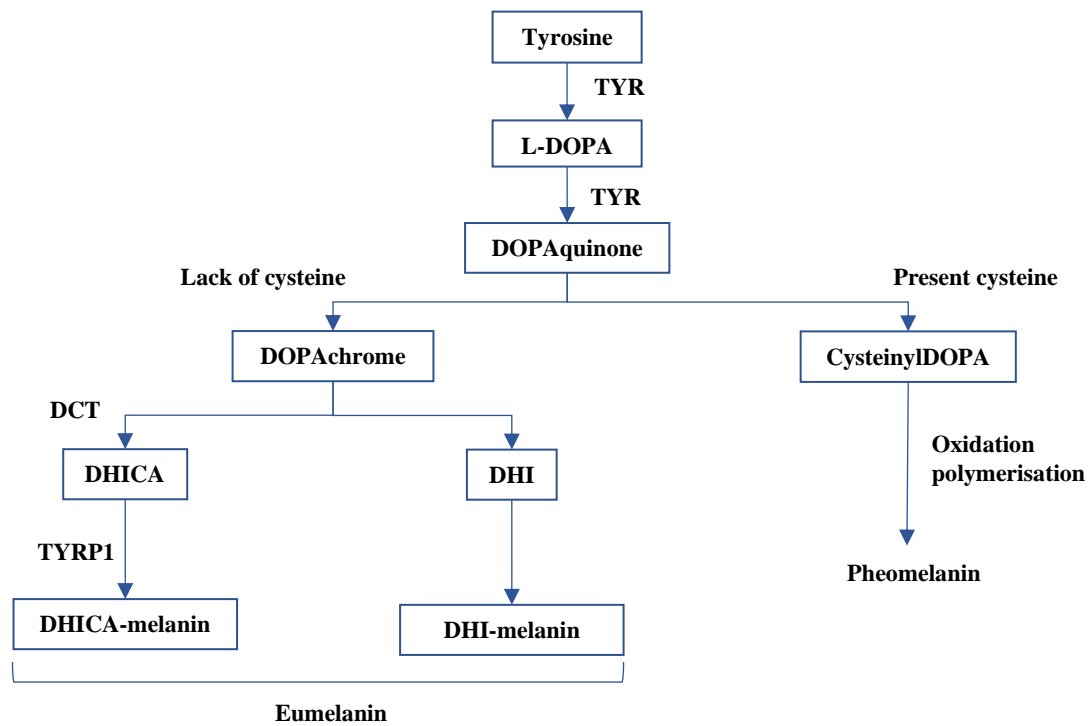 Tyrosine
TYR
L-DOPA
TYR
DOPAquinone
Lack of cysteine
Present cysteine
DOPAchrome
CysteinylDOPA
DCT
DHICA
DHI
Oxidation
polymerisation
TYRP1
Pheomelanin
DHICA-melanin
DHI-melanin
Eumelanin